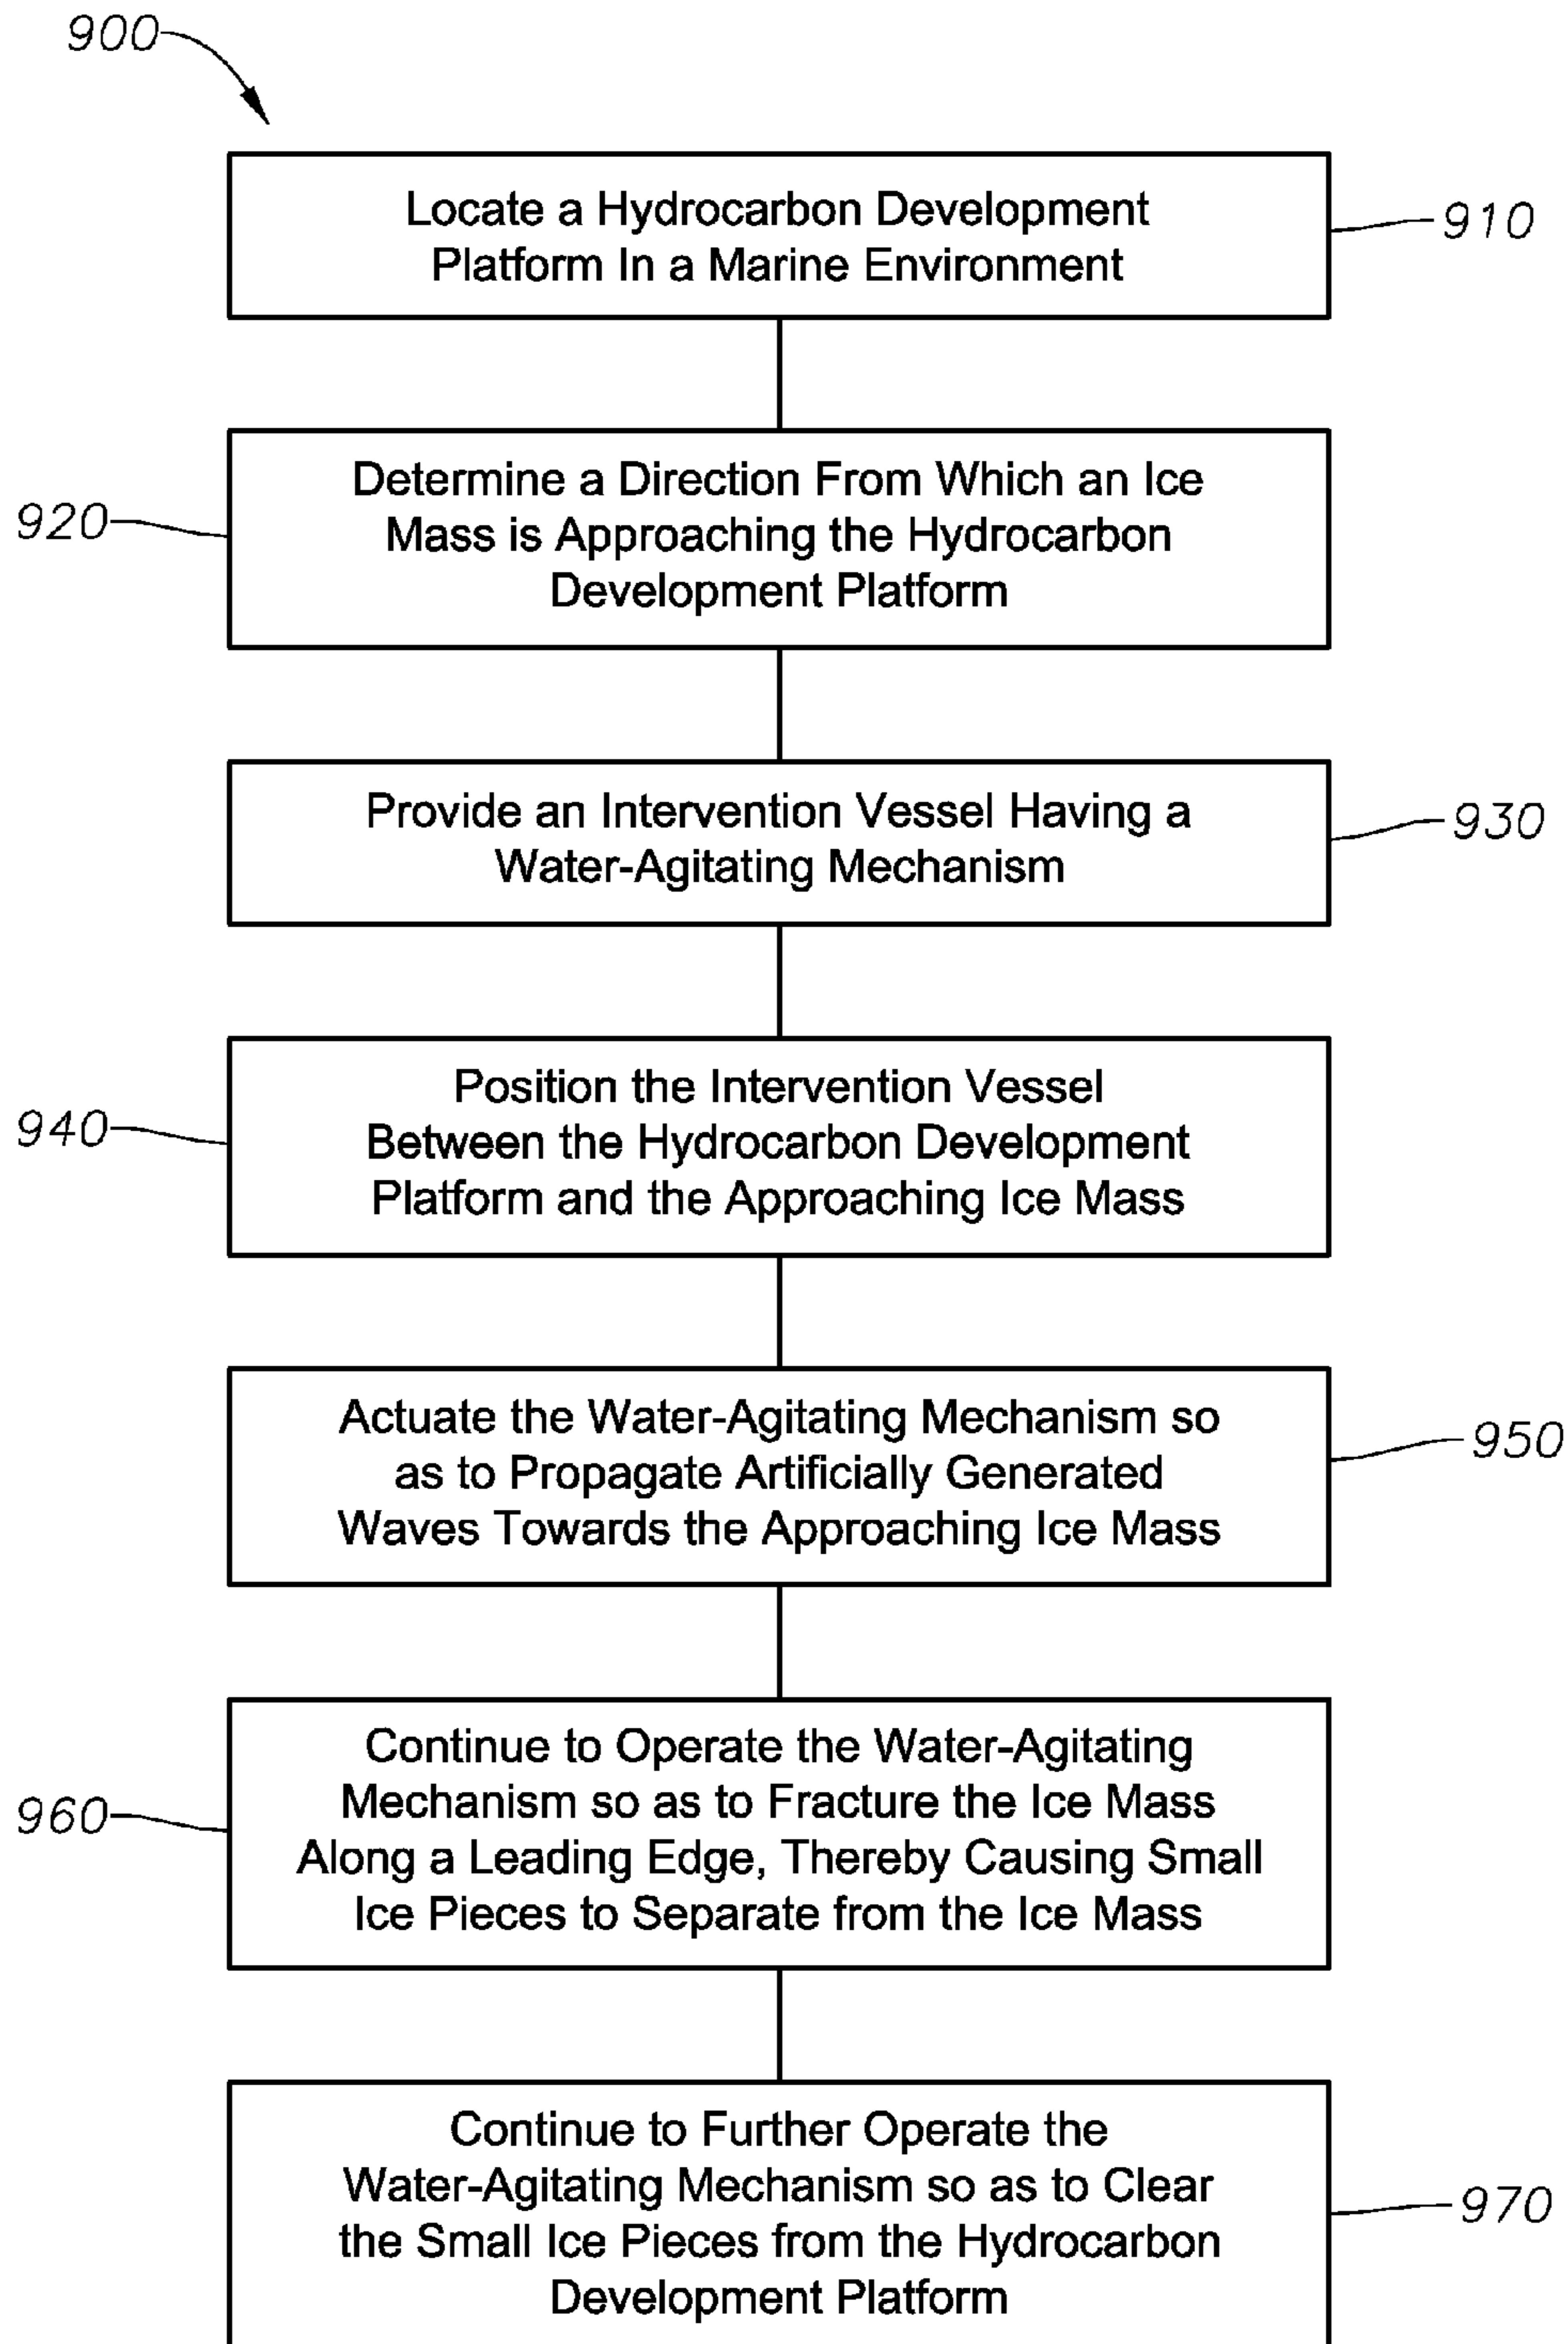 900
Locate a Hydrocarbon Development
Platform In a Marine Environment
910
Determine a Direction From Which an Ice
Mass is Approaching the Hydrocarbon
Development Platform
920
Provide an Intervention Vessel Having a
Water-Agitating Mechanism
930
Position the Intervention Vessel
Between the Hydrocarbon Development
Platform and the Approaching Ice Mass
940
Actuate the Water-Agitating Mechanism so
as to Propagate Artificially Generated
Waves Towards the Approaching Ice Mass
950
Continue to Operate the Water-Agitating
Mechanism so as to Fracture the Ice Mass
Along a Leading Edge, Thereby Causing Small
Ice Pieces to Separate from the Ice Mass
960
Continue to Further Operate the
Water-Agitating Mechanism so as to Clear
the Small Ice Pieces from the Hydrocarbon
Development Platform
970